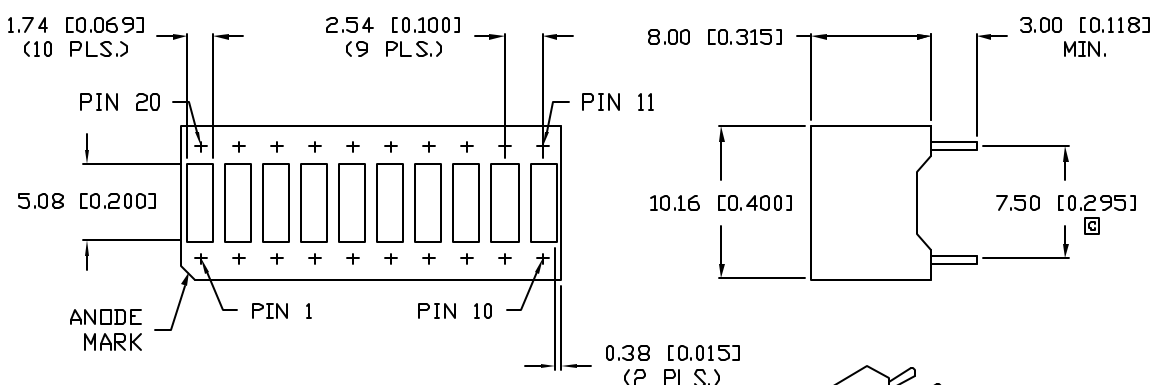 1.74 [0.069]
(10 PLS.)
2.54 [0.100]
(9 PLS.)
8.00 [0.315]
3.00 [0.118]
MIN.
PIN 20
PIN 11
5.08 [0.200]
10.16 [0.400]
7.50 [0.295]
C
PIN 1
PIN 10
ANODE
MARK
0.38 [0.015]
(2 PLS.)